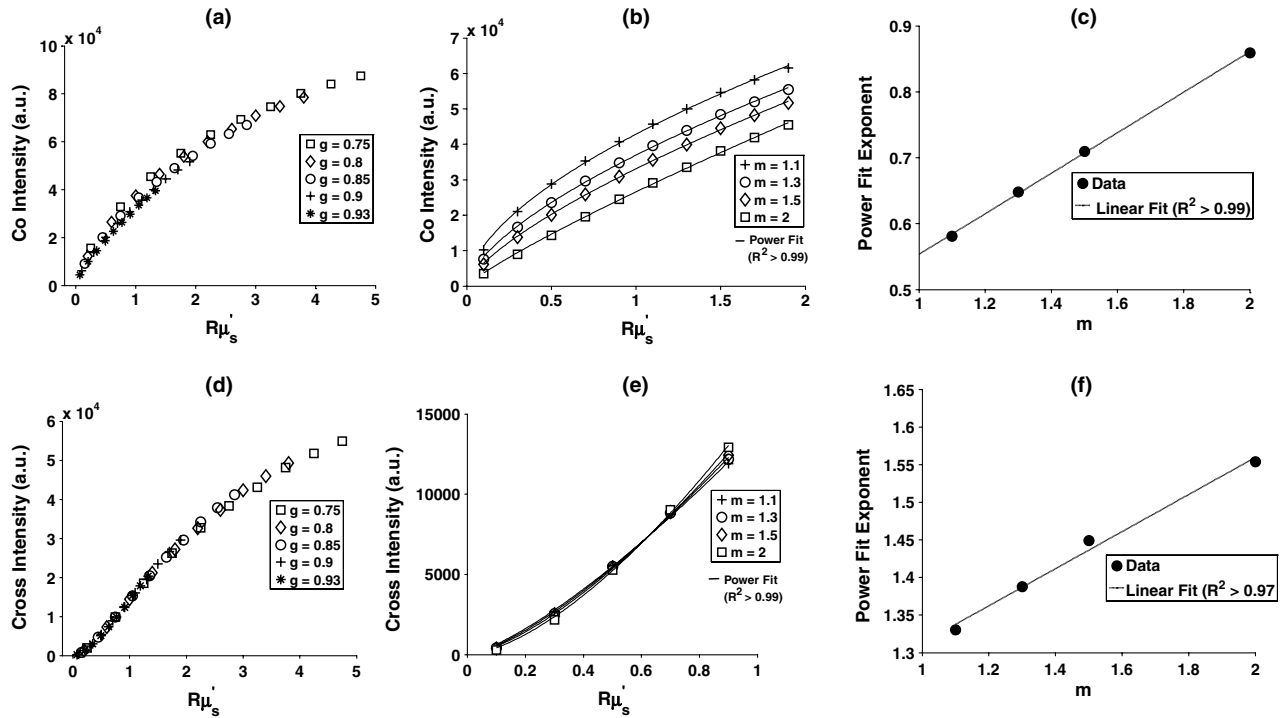 (a)
x 10^4
10
8
6
4
2
0
Co Intensity (a.u.)
0 1 2 3 4 5
Rμs'
g = 0.75
g = 0.8
g = 0.85
g = 0.9
g = 0.93
(b)
x 10^4
7
6
5
4
3
2
1
0
Co Intensity (a.u.)
0 0.5 1 1.5 2
Rμs'
m = 1.1
m = 1.3
m = 1.5
m = 2
Power Fit
(R^2 > 0.99)
(c)
0.9
0.8
0.7
0.6
0.5
Power Fit Exponent
1 1.2 1.4 1.6 1.8 2
m
Data
Linear Fit (R^2 > 0.99)
(d)
x 10^4
6
5
4
3
2
1
0
Cross Intensity (a.u.)
0 1 2 3 4 5
Rμs'
g = 0.75
g = 0.8
g = 0.85
g = 0.9
g = 0.93
(e)
15000
10000
5000
0
Cross Intensity (a.u.)
0 0.2 0.4 0.6 0.8 1
Rμs'
m = 1.1
m = 1.3
m = 1.5
m = 2
Power Fit
(R^2 > 0.99)
(f)
1.65
1.6
1.55
1.5
1.45
1.4
1.35
1.3
Power Fit Exponent
1 1.2 1.4 1.6 1.8 2
m
Data
Linear Fit (R^2 > 0.97